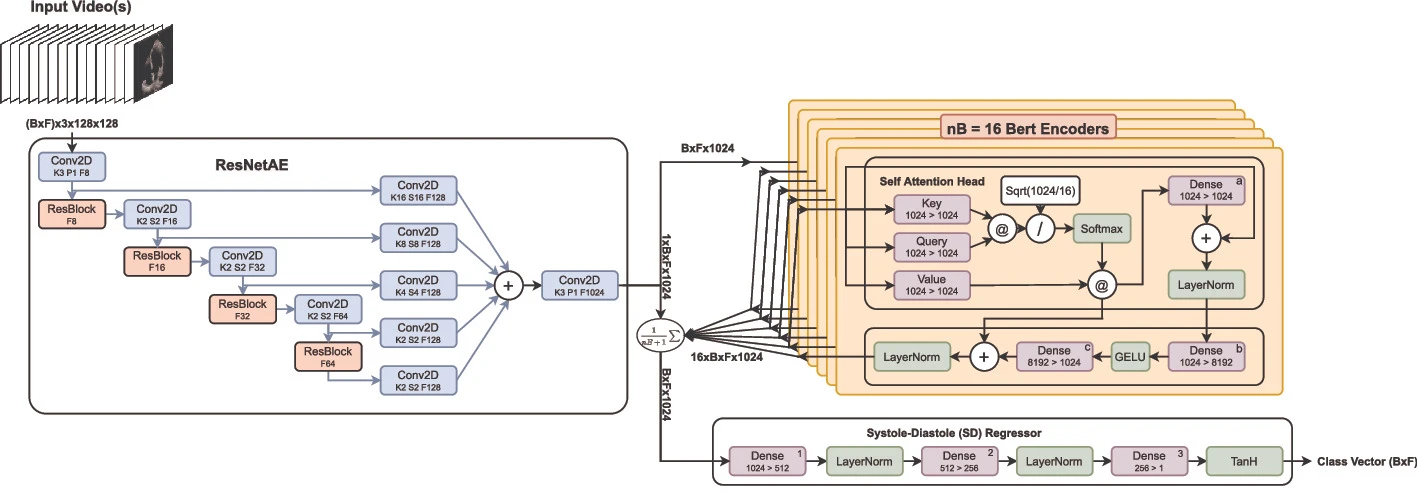 Input Video(s)
(BxF)x3x128x128
ResNetAE
Conv2D
K3 P1 F8
ResBlock
F8
Conv2D
K2 S2 F16
ResBlock
F16
Conv2D
K2 S2 F32
ResBlock
F32
Conv2D
K2 S2 F64
ResBlock
F64
Conv2D
K16 S16 F128
Conv2D
K8 S8 F128
Conv2D
K4 S4 F128
Conv2D
K2 S2 F128
Conv2D
K2 S2 F128
+
Conv2D
K3 P1 F1024
BxFx1024
1xBxFx1024
1/(nB+1) ∑
16xBxFx1024
BxFx1024
nB = 16 Bert Encoders
Self Attention Head
Key
1024 > 1024
Query
1024 > 1024
Value
1024 > 1024
@
Sqrt(1024/16)
/
Softmax
@
Dense a
1024 > 1024
+
LayerNorm
Dense b
1024 > 8192
GELU
Dense c
8192 > 1024
+
LayerNorm
Systole-Diastole (SD) Regressor
Dense 1
1024 > 512
LayerNorm
Dense 2
512 > 256
LayerNorm
Dense 3
256 > 1
TanH
Class Vector (BxF)